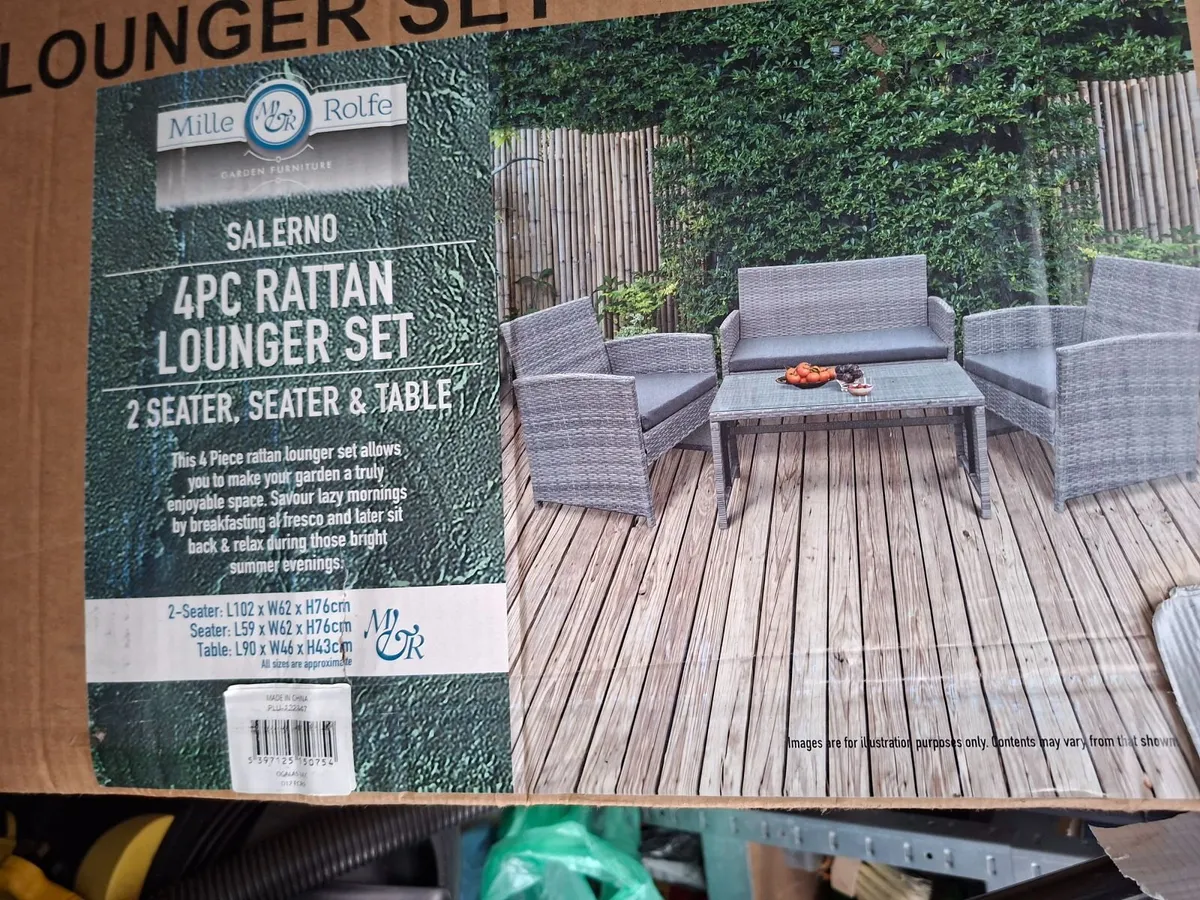 LOUNGER SET
Mille M&R Rolfe
GARDEN FURNITURE
SALERNO
4PC RATTAN
LOUNGER SET
2 SEATER, SEATER & TABLE
This 4 Piece rattan lounger set allows
you to make your garden a truly
enjoyable space. Savour lazy mornings
by breakfasting al fresco and later sit
back & relax during those bright
summer evenings.
2-Seater: L102 x W62 x H76cm
Seater: L59 x W62 x H76cm
Table: L90 x W46 x H43cm
All sizes are approximate
M&R
MADE IN CHINA
5 397125 150754
Images are for illustration purposes only. Contents may vary from that shown